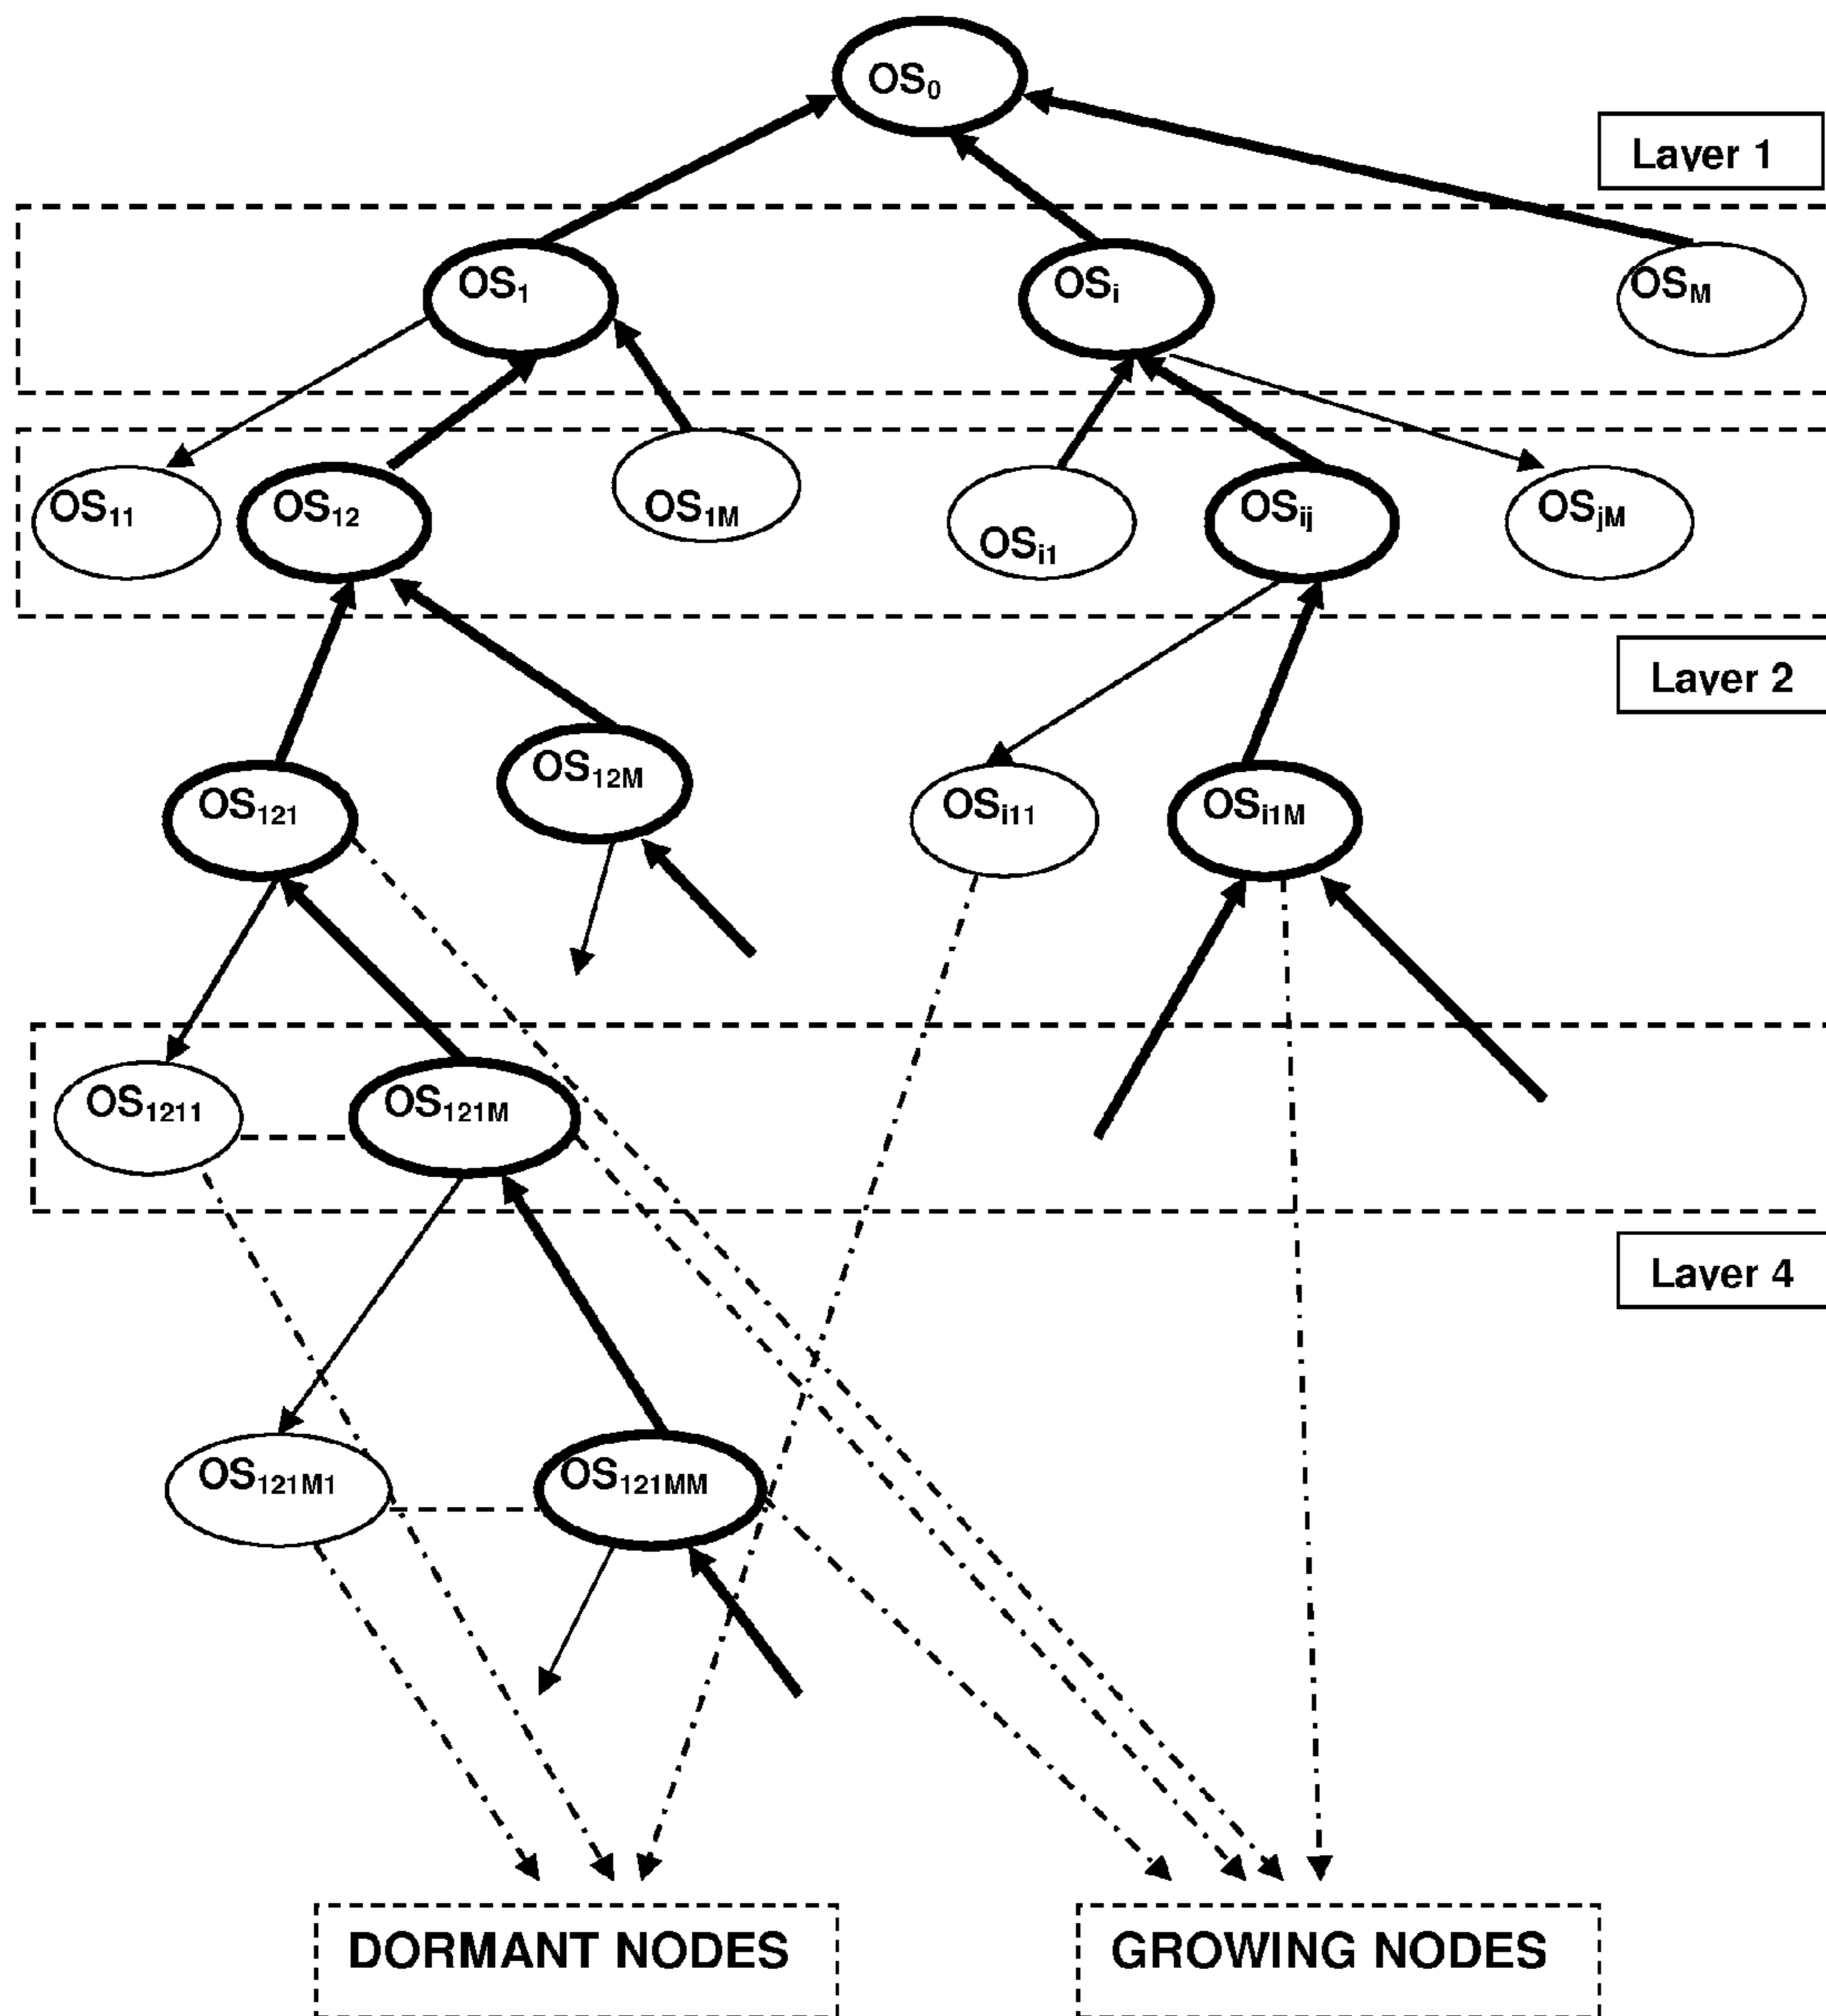 OS0
Layer 1
OS1
OSi
OSM
OS11
OS12
OS1M
OSi1
OSij
OSjM
Layer 2
OS121
OS12M
OSi11
OSi1M
OS1211
OS121M
Layer 4
OS121M1
OS121MM
DORMANT NODES
GROWING NODES